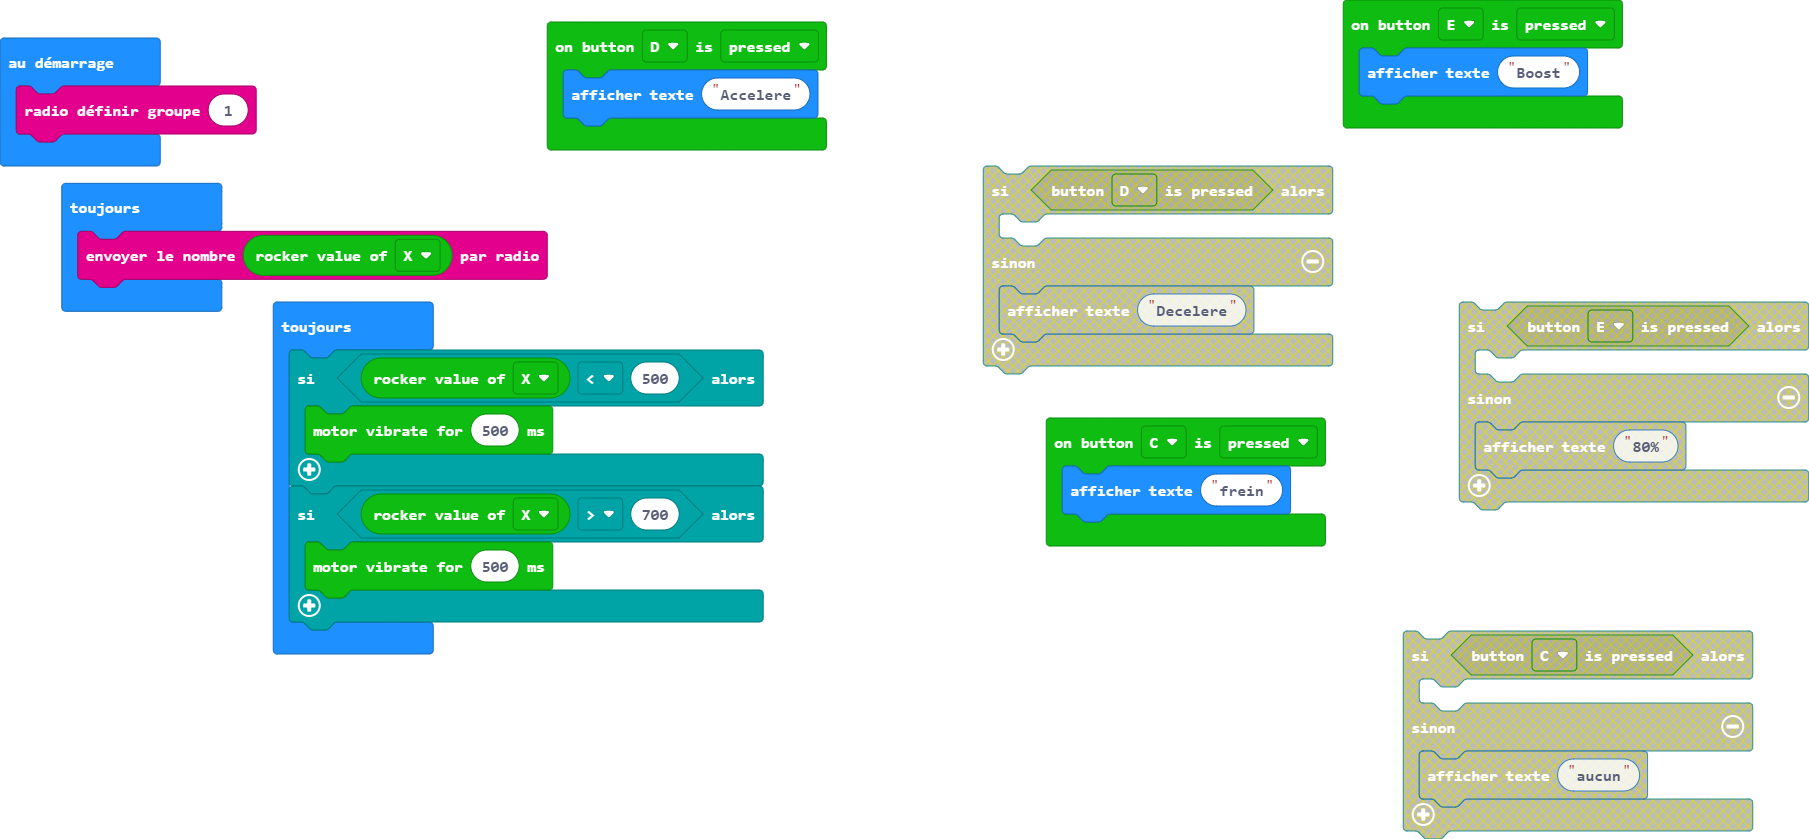 au démarrage
radio définir groupe 1
toujours
envoyer le nombre rocker value of X par radio
toujours
si rocker value of X < 500 alors
motor vibrate for 500 ms
si rocker value of X > 700 alors
motor vibrate for 500 ms
on button D is pressed
afficher texte "Accelere"
si button D is pressed alors
sinon
afficher texte "Decelere"
on button C is pressed
afficher texte "frein"
on button E is pressed
afficher texte "Boost"
si button E is pressed alors
sinon
afficher texte "80%"
si button C is pressed alors
sinon
afficher texte "aucun"